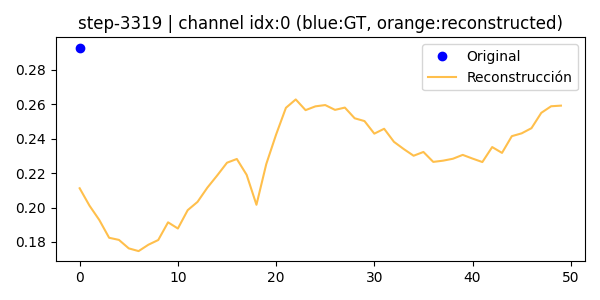 step-3319 | channel idx:0 (blue:GT, orange:reconstructed)
Original
Reconstrucción
0.28
0.26
0.24
0.22
0.20
0.18
0 10 20 30 40 50